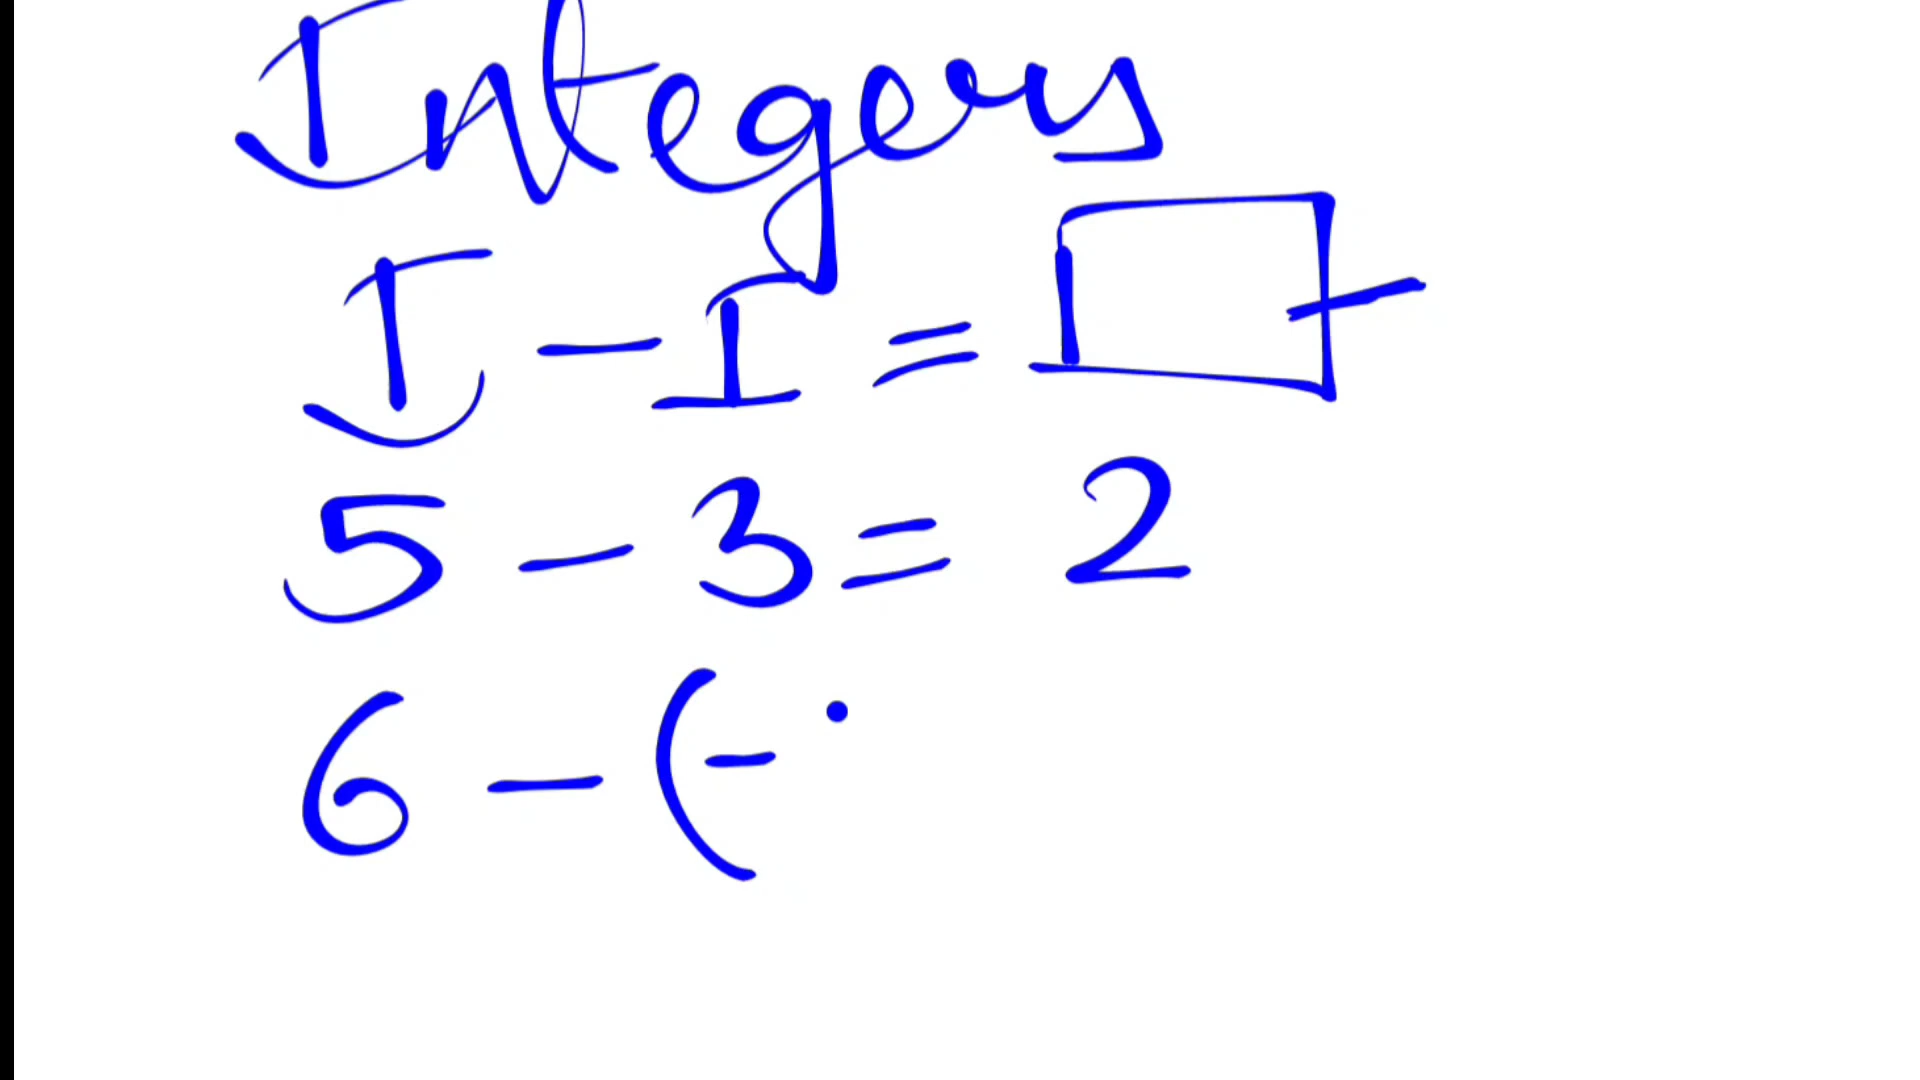 Integers
I - I = □
5 - 3 = 2
6 - (-